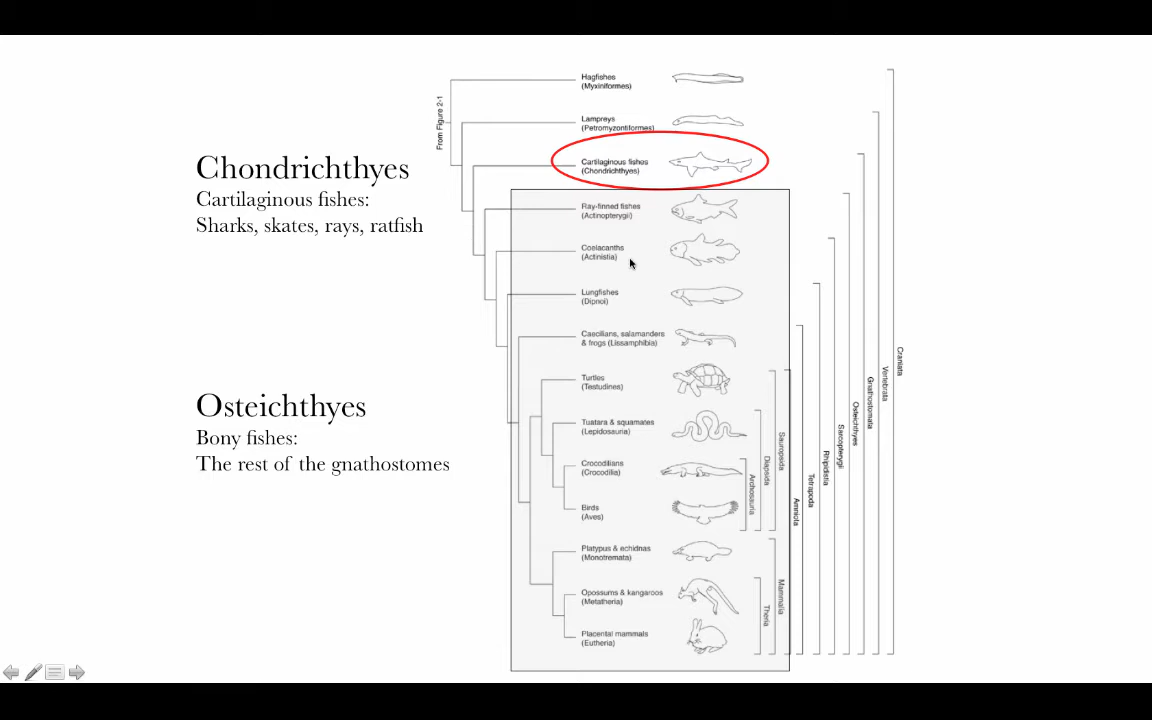 Chondrichthyes
Cartilaginous fishes:
Sharks, skates, rays, ratfish
Osteichthyes
Bony fishes:
The rest of the gnathostomes
From Figure 2-1
Hagfishes
(Myxiniformes)
Lampreys
(Petromyzontiformes)
Cartilaginous fishes
(Chondrichthyes)
Ray-finned fishes
(Actinopterygii)
Coelacanths
(Actinistia)
Lungfishes
(Dipnoi)
Caecilians, salamanders
& frogs (Lissamphibia)
Turtles
(Testudines)
Tuatara & squamates
(Lepidosauria)
Crocodilians
(Crocodilia)
Birds
(Aves)
Platypus & echidnas
(Monotremata)
Opossums & kangaroos
(Metatheria)
Placental mammals
(Eutheria)
Archosauria
Diapsida
Sauropsida
Theria
Mammalia
Amniota
Tetrapoda
Rhipidistia
Sarcopterygii
Osteichthyes
Gnathostomata
Vertebrata
Craniata